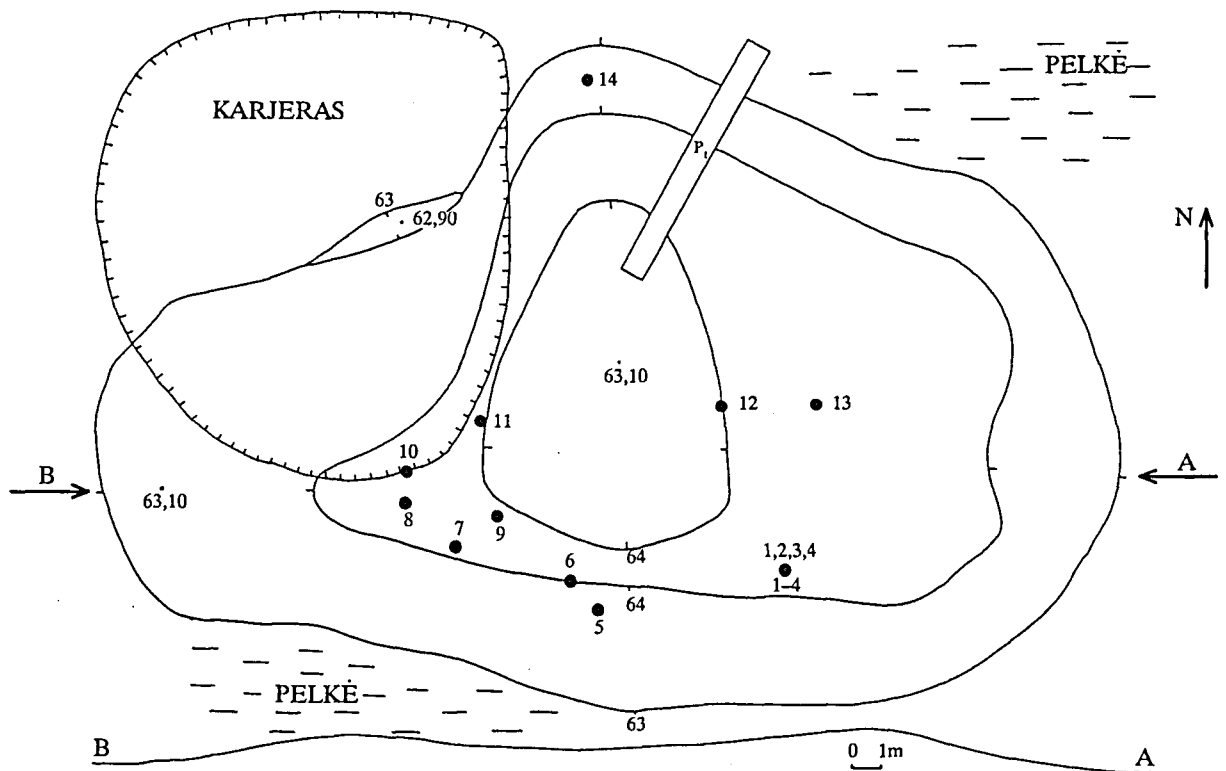 PELKĖ
14
KARJERAS
P₁
63
62,90
N
63,10
12
13
11
10
B
A
63,10
8
9
7
64
1,2,3,4
6
1–4
64
5
PELKĖ
63
B
0 1m
A